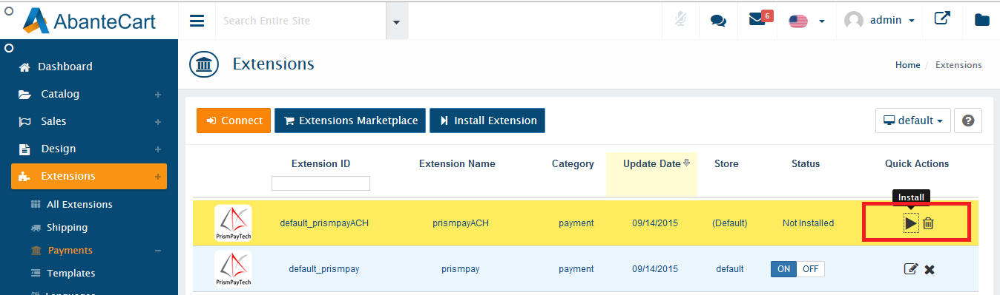 AbanteCart
Search Entire Site
6
admin
Dashboard
Catalog
Sales
Design
Extensions
All Extensions
Shipping
Payments
Templates
Languages
Extensions
Home / Extensions
Connect
Extensions Marketplace
Install Extension
default
Extension ID Extension Name Category Update Date Store Status Quick Actions
Install
PrismPayTech
default_prismpayACH prismpayACH payment 09/14/2015 (Default) Not Installed
PrismPayTech
default_prismpay prismpay payment 09/14/2015 default ON OFF